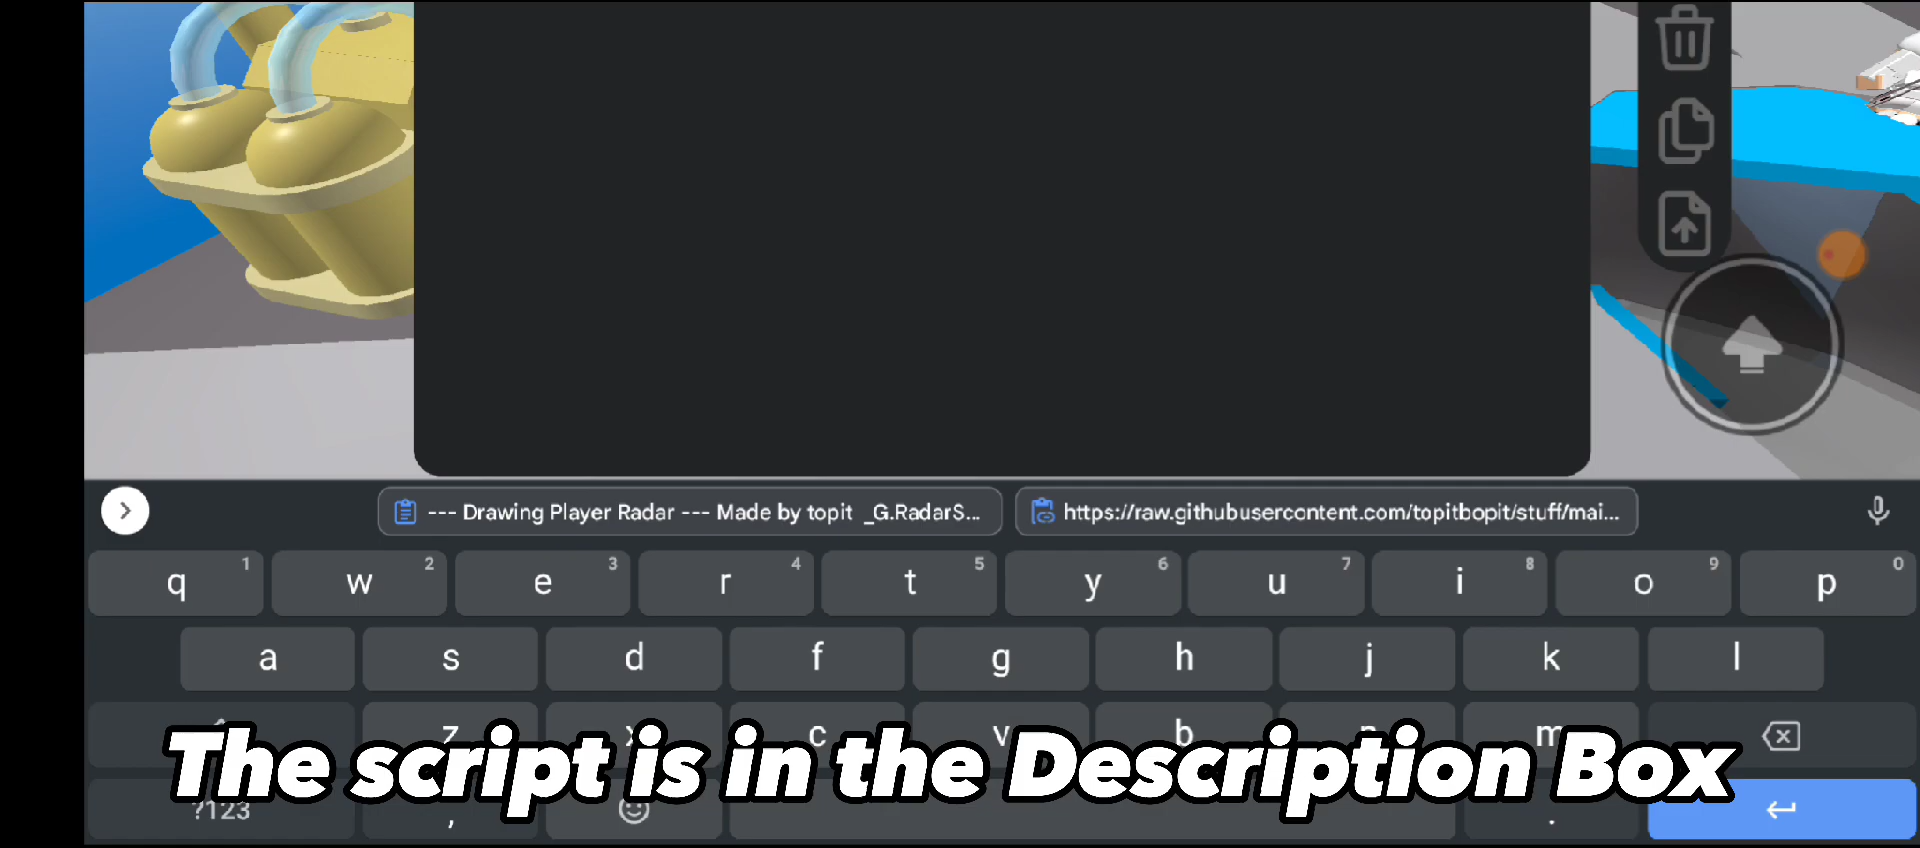 --- Drawing Player Radar --- Made by topit _G.RadarS...
https://raw.githubusercontent.com/topitbopit/stuff/mai...
q 1 w 2 e 3 r 4 t 5 y 6 u 7 i 8 o 9 p 0
a s d f g h j k l
z x c v b n m
The script is in the Description Box
?123 , .